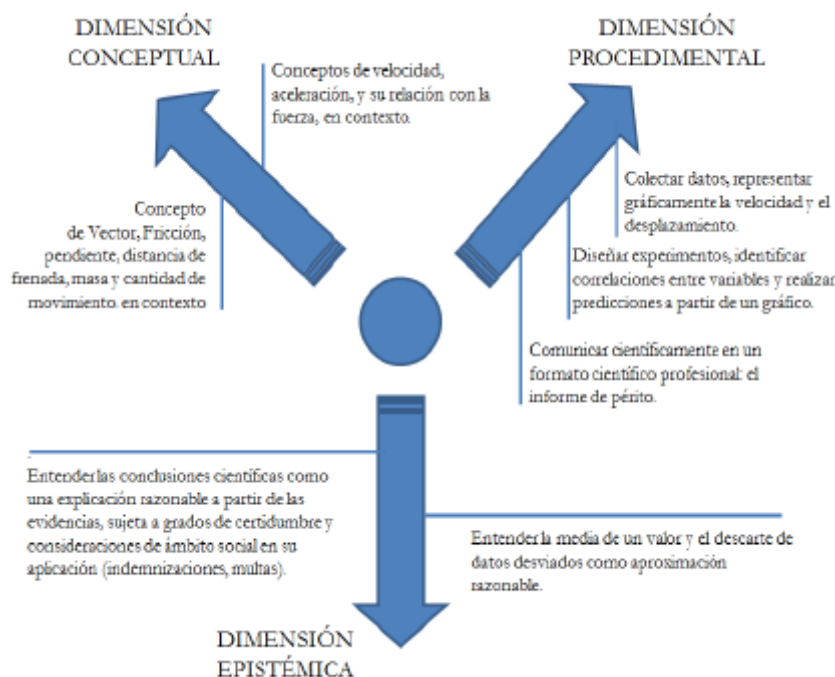 DIMENSIÓN
CONCEPTUAL
Conceptos de velocidad,
aceleración, y su relación con la
fuerza, en contexto.
Concepto
de Vector, Fricción,
pendiente, distancia de
frenada, masa y cantidad de
movimiento. en contexto
DIMENSIÓN
PROCEDIMENTAL
Colectar datos, representar
gráficamente la velocidad y el
desplazamiento.
Diseñar experimentos, identificar
correlaciones entre variables y realizar
predicciones a partir de un gráfico.
Comunicar científicamente en un
formato científico profesional: el
informe de périto.
Entender las conclusiones científicas como
una explicación razonable a partir de las
evidencias, sujeta a grados de certidumbre y
consideraciones de ámbito social en su
aplicación (indemnizaciones, multas).
Entender la media de un valor y el descarte de
datos desviados como aproximación
razonable.
DIMENSIÓN
EPISTÉMICA